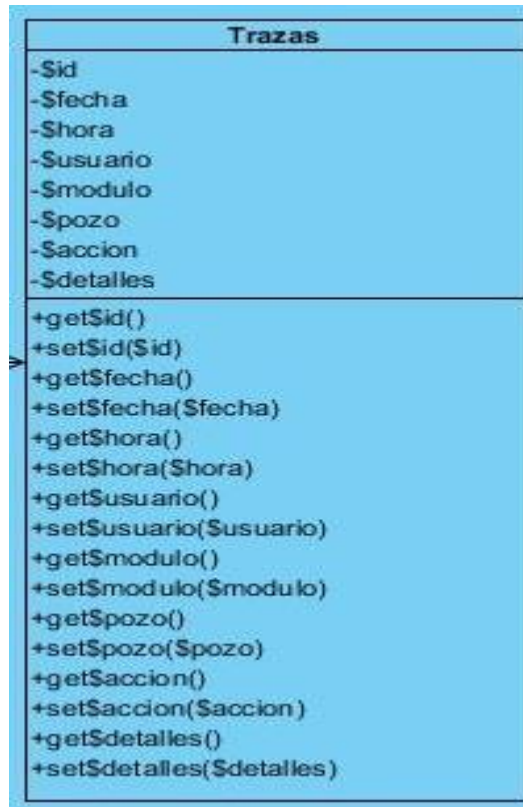 Trazas
-$id
-$fecha
-$hora
-$usuario
-$modulo
-$pozo
-$accion
-$detalles
+get$id()
+set$id($id)
+get$fecha()
+set$fecha($fecha)
+get$hora()
+set$hora($hora)
+get$usuario()
+set$usuario($usuario)
+get$modulo()
+set$modulo($modulo)
+get$pozo()
+set$pozo($pozo)
+get$accion()
+set$accion($accion)
+get$detalles()
+set$detalles($detalles)